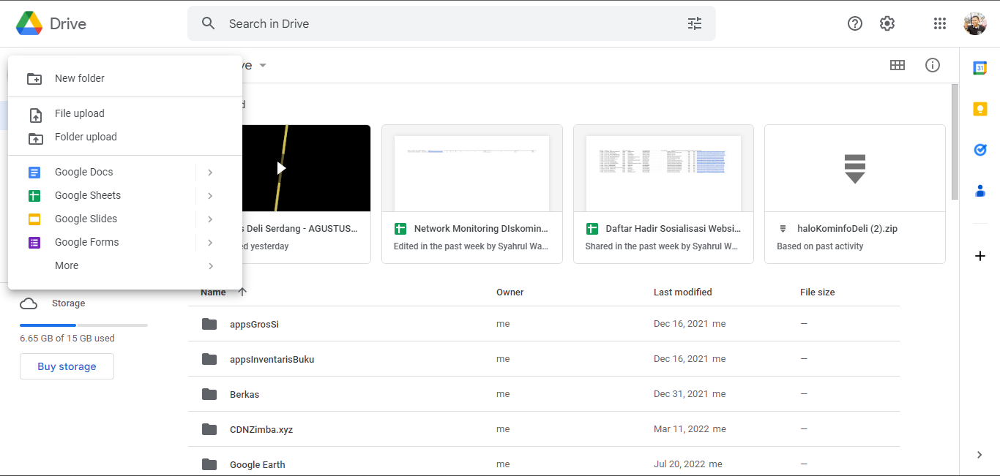 Drive
Search in Drive
New folder
File upload
Folder upload
Google Docs
Google Sheets
Google Slides
Google Forms
More
Storage
6.65 GB of 15 GB used
Buy storage
ve
d
s Deli Serdang - AGUSTUS...
ed yesterday
Network Monitoring DIskomin...
Edited in the past week by Syahrul Wa...
Daftar Hadir Sosialisasi Websi...
Shared in the past week by Syahrul W...
haloKominfoDeli (2).zip
Based on past activity
Name Owner Last modified File size
appsGrosSi me Dec 16, 2021 me —
appsInventarisBuku me Dec 16, 2021 me —
Berkas me Dec 31, 2021 me —
CDNZimba.xyz me Mar 11, 2022 me —
Google Earth me Jul 20, 2022 me —
31